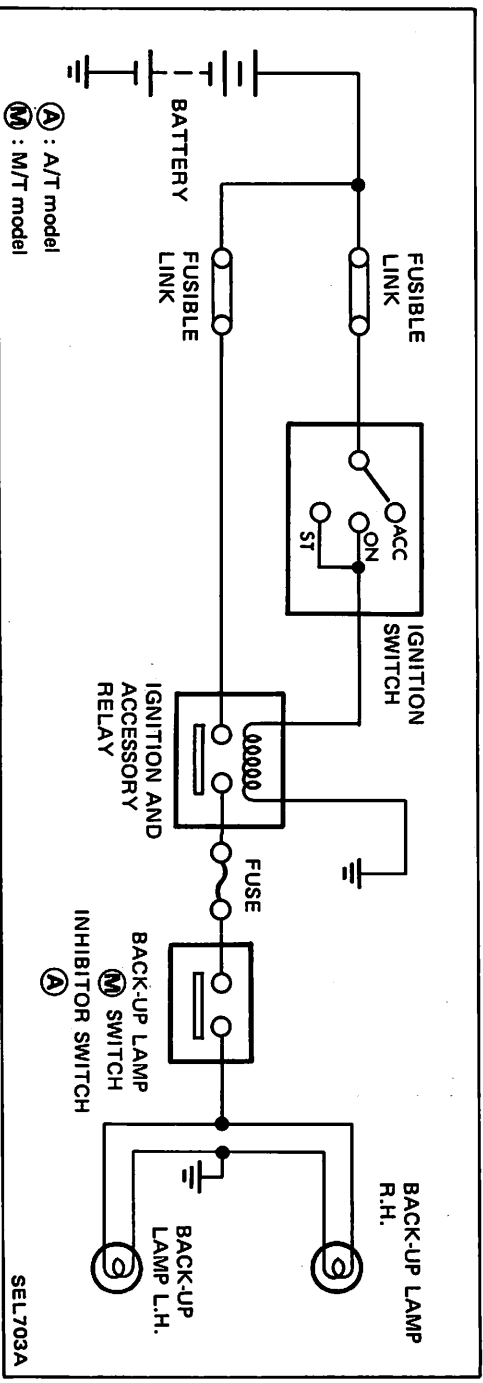 BACK-UP LAMP
R.H.
BACK-UP
LAMP L.H.
FUSIBLE
LINK
IGNITION
SWITCH
ACC
ON
ST
FUSE
BACK-UP LAMP
Ⓜ SWITCH
INHIBITOR SWITCH
Ⓐ
IGNITION AND
ACCESSORY
RELAY
FUSIBLE
LINK
BATTERY
Ⓐ : A/T model
Ⓜ : M/T model
SEL703A